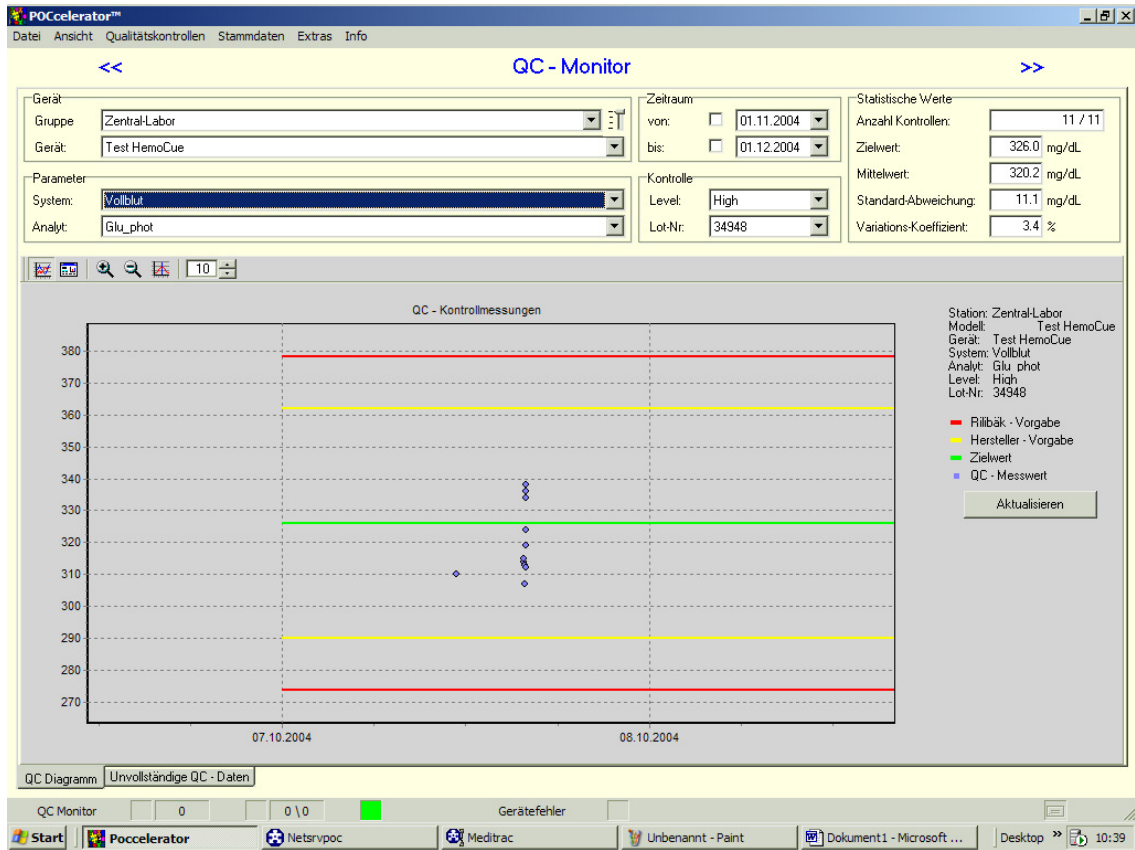 POCcelerator™
Datei Ansicht Qualitätskontrollen Stammdaten Extras Info
<< QC - Monitor >>
Gerät
Gruppe Zentral-Labor
Gerät: Test HemoCue
Zeitraum
von: 01.11.2004
bis: 01.12.2004
Statistische Werte
Anzahl Kontrollen: 11 / 11
Zielwert: 326.0 mg/dL
Mittelwert: 320.2 mg/dL
Standard-Abweichung: 11.1 mg/dL
Variations-Koeffizient: 3.4 %
Parameter
System: Vollblut
Analyt: Glu_phot
Kontrolle
Level: High
Lot-Nr: 34948
10
QC - Kontrollmessungen
380
370
360
350
340
330
320
310
300
290
280
270
07.10.2004 08.10.2004
Station: Zentral-Labor
Modell: Test HemoCue
Gerät: Test HemoCue
System: Vollblut
Analyt: Glu phot
Level: High
Lot-Nr: 34948
Rilibäk - Vorgabe
Hersteller - Vorgabe
Zielwert
QC - Messwert
Aktualisieren
QC Diagramm Unvollständige QC - Daten
QC Monitor 0 0 \ 0 Gerätefehler
Start Poccelerator Netsrvpoc Meditrac Unbenannt - Paint Dokument1 - Microsoft ... Desktop » 10:39